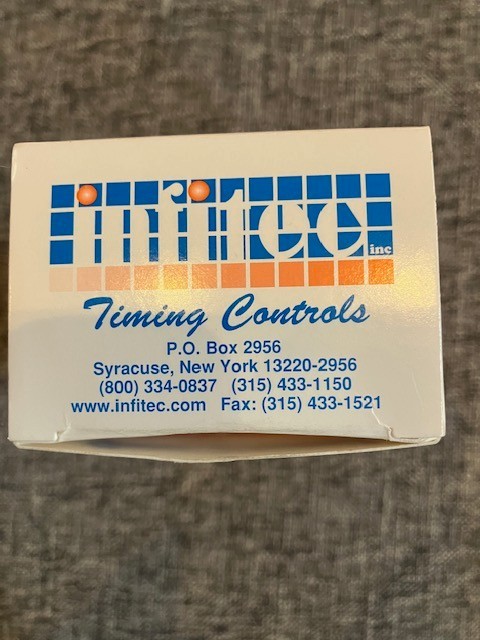 infitec inc
Timing Controls
P.O. Box 2956
Syracuse, New York 13220-2956
(800) 334-0837 (315) 433-1150
www.infitec.com Fax: (315) 433-1521